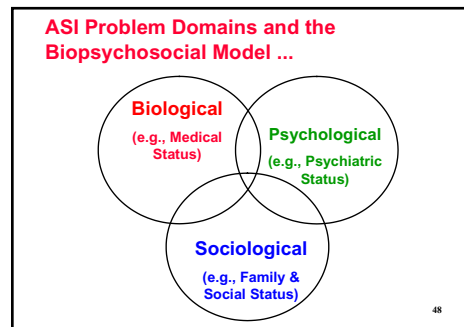 ASI Problem Domains and the
Biopsychosocial Model ...
Biological
(e.g., Medical
Status)
Psychological
(e.g., Psychiatric
Status)
Sociological
(e.g., Family &
Social Status)
48